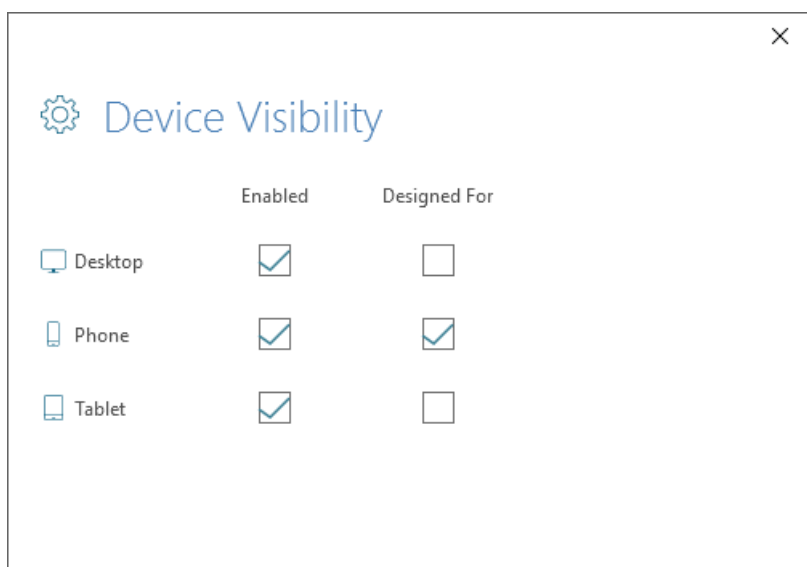 Device Visibility
Enabled Designed For
Desktop
Phone
Tablet